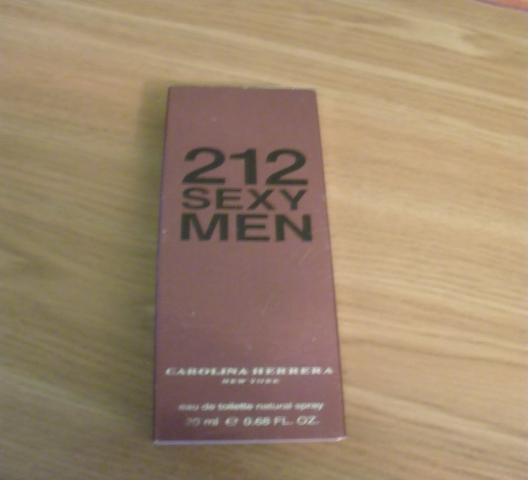 212
SEXY
MEN
CAROLINA HERRERA
NEW YORK
eau de toilette natural spray
20 ml ℮ 0.68 FL. OZ.